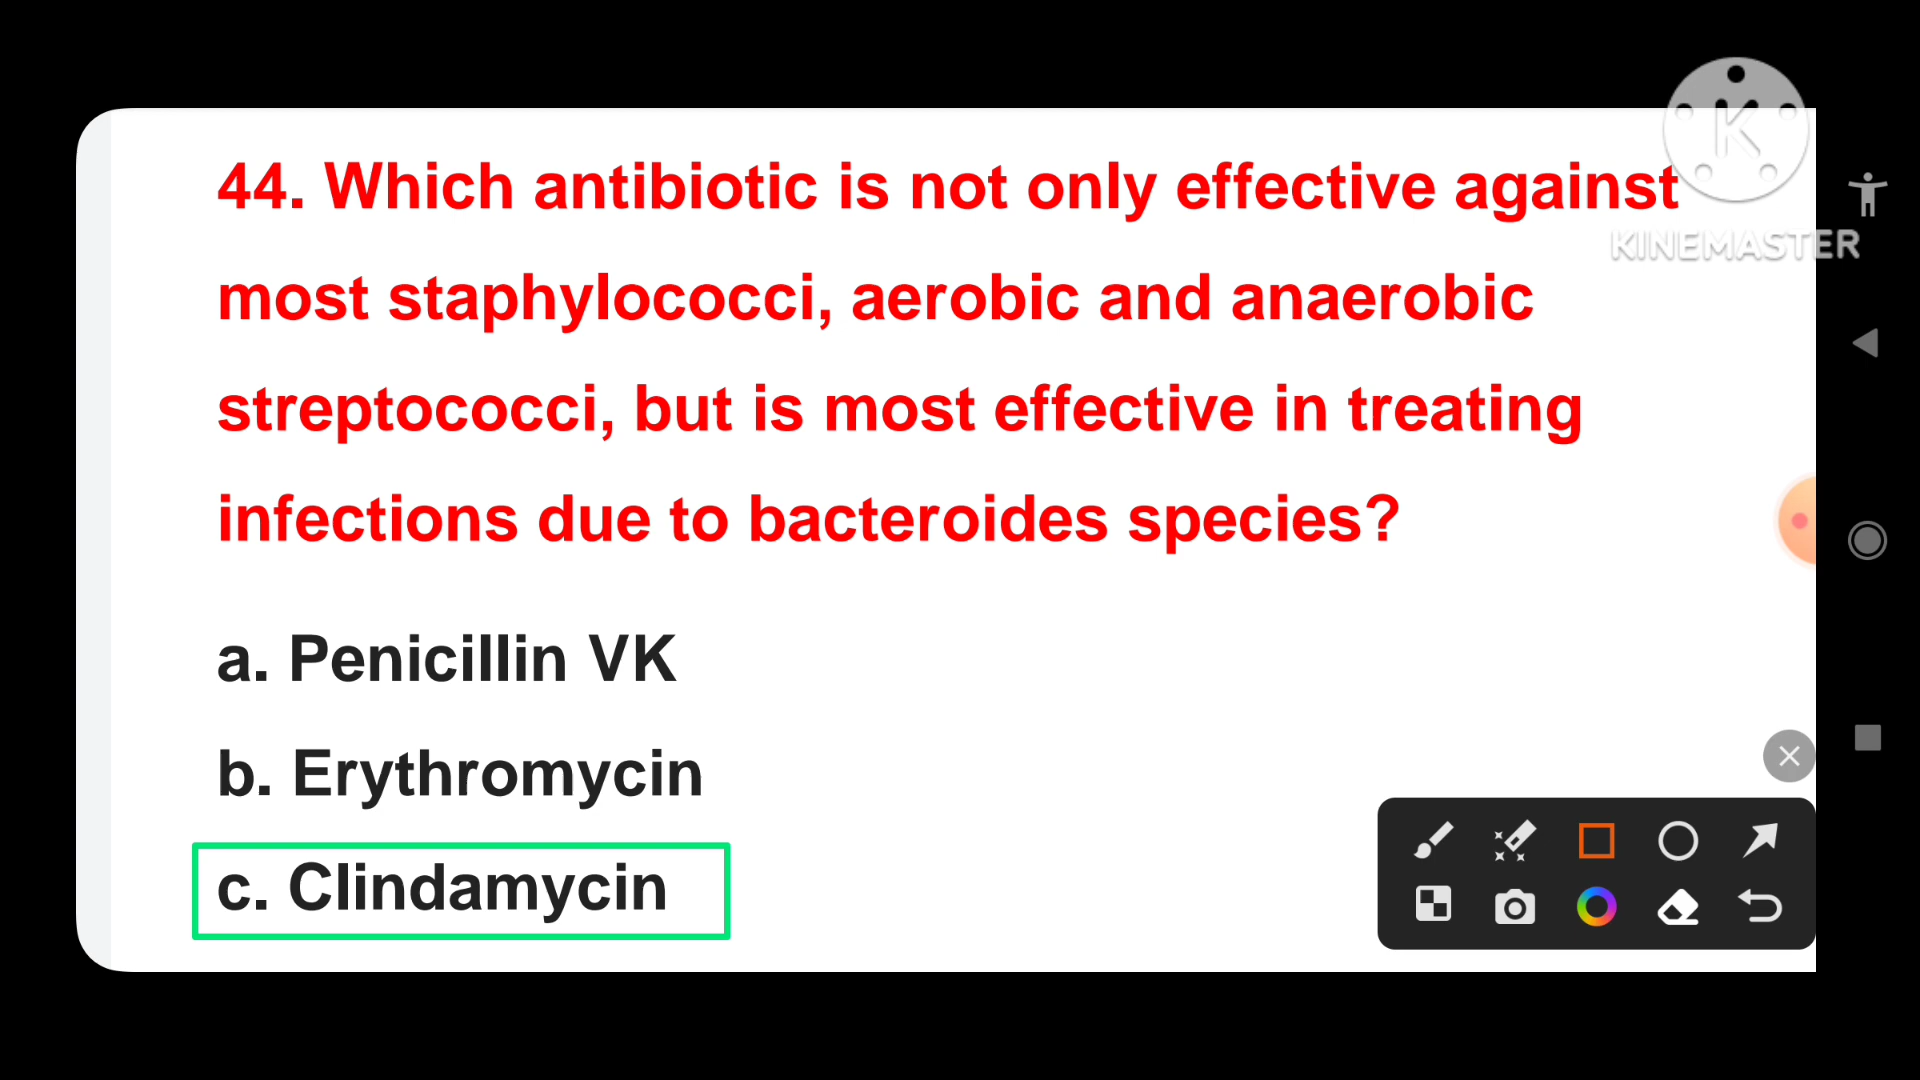 44. Which antibiotic is not only effective against
most staphylococci, aerobic and anaerobic
streptococci, but is most effective in treating
infections due to bacteroides species?
a. Penicillin VK
b. Erythromycin
c. Clindamycin
K
KINEMASTER